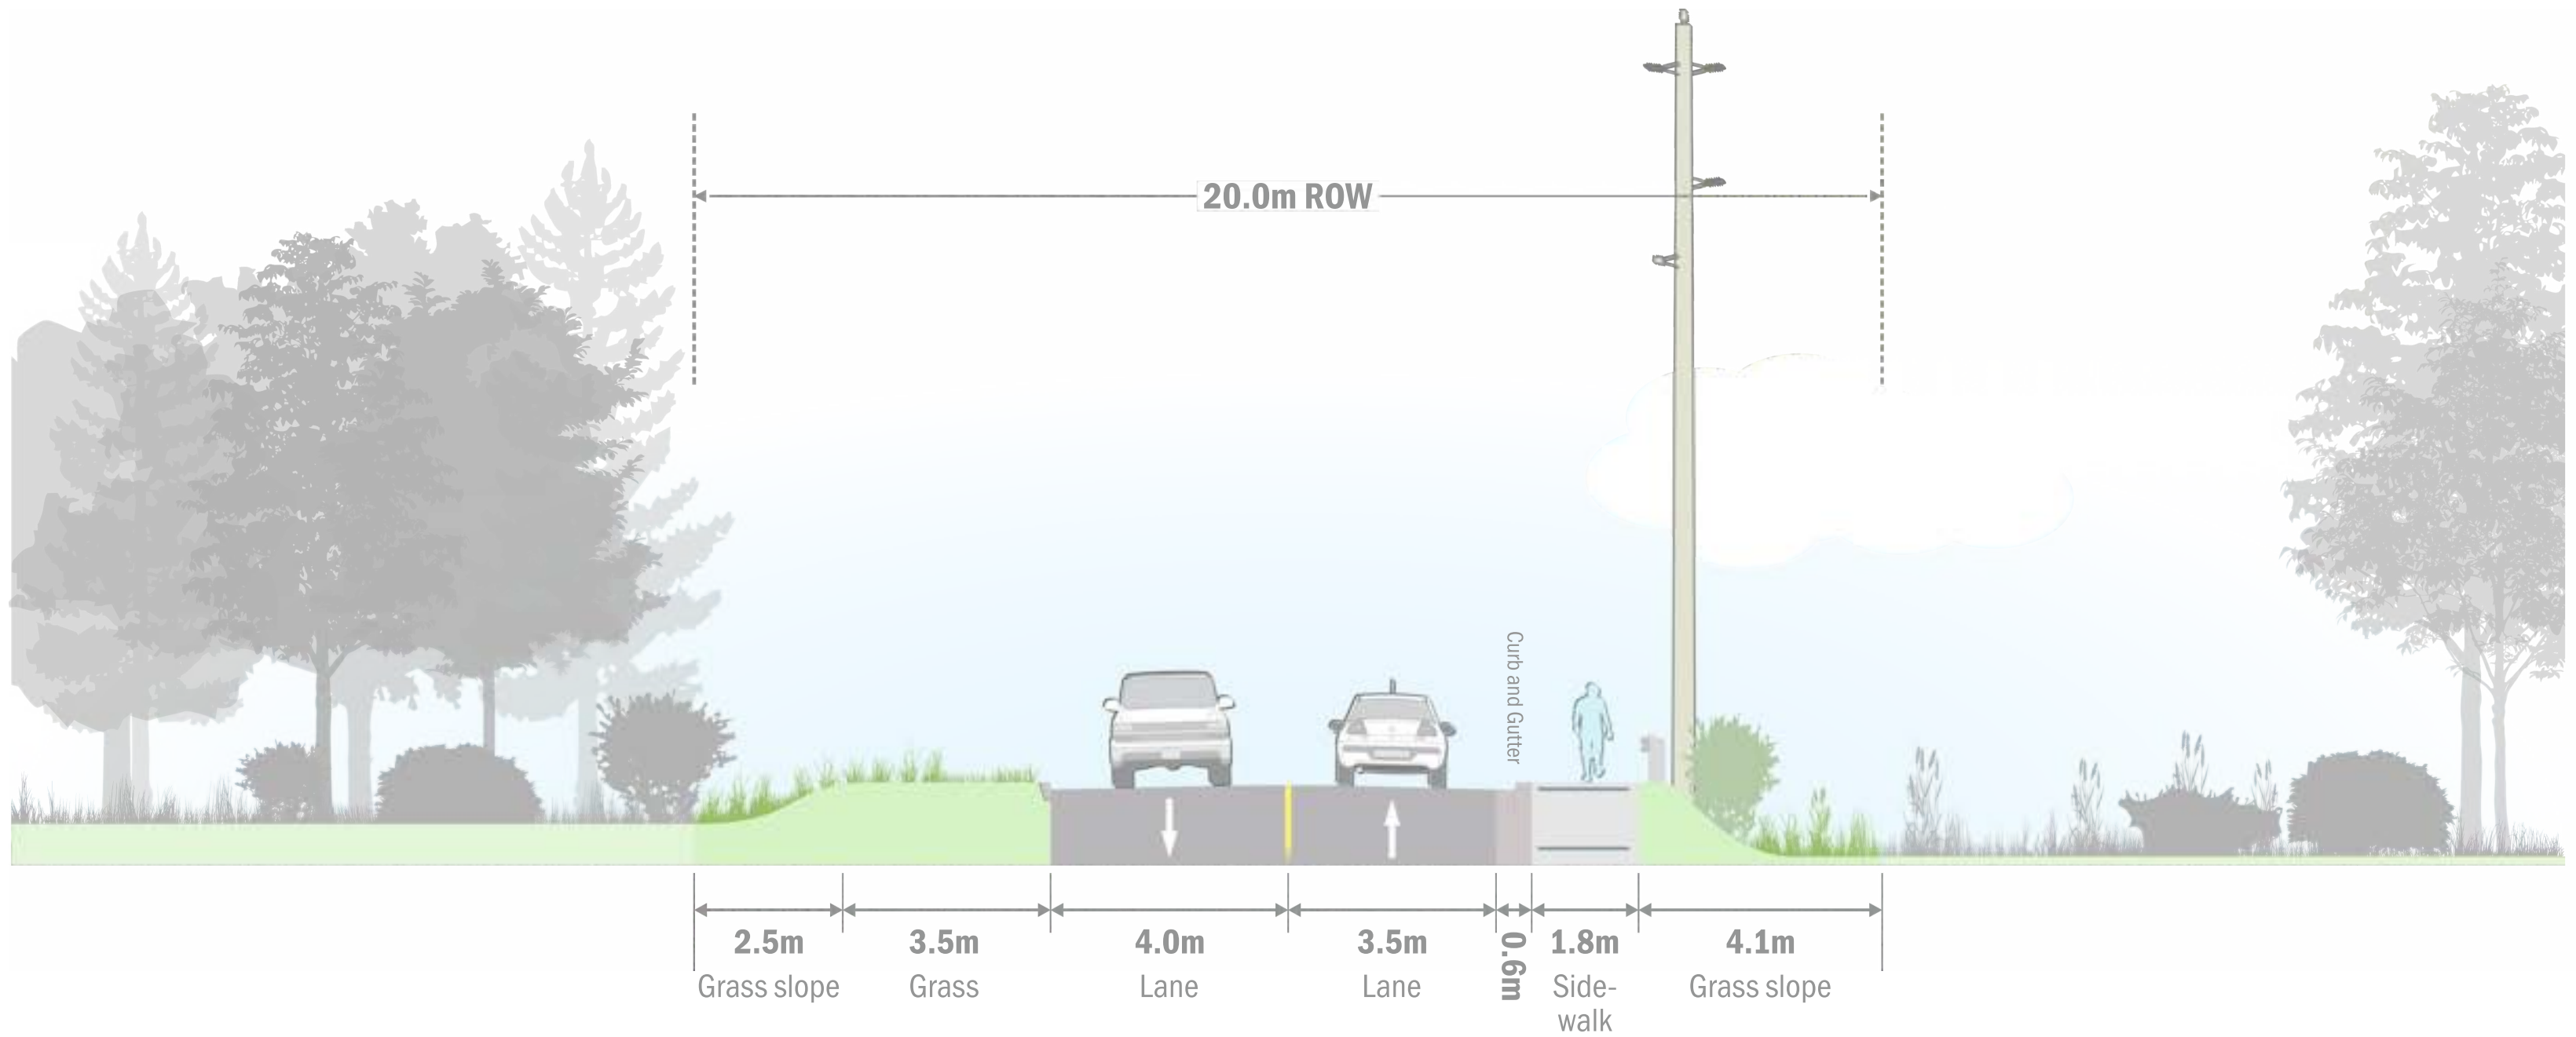 20.0m ROW
Curb and Gutter
2.5m
Grass slope
3.5m
Grass
4.0m
Lane
3.5m
Lane
0.6m
1.8m
Side-
walk
4.1m
Grass slope